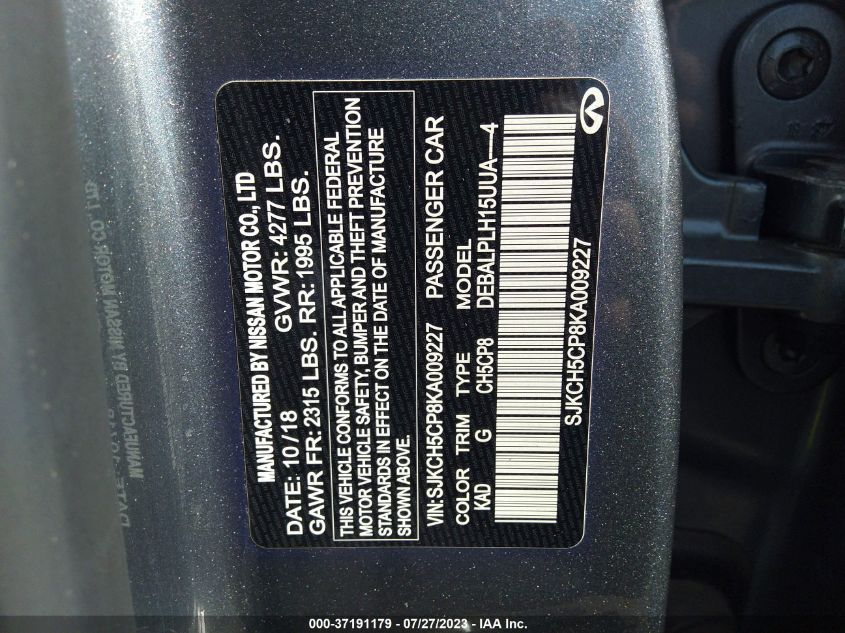 MANUFACTURED BY NISSAN MOTOR CO., LTD
DATE: 10/18 GVWR: 4277 LBS.
GAWR FR: 2315 LBS. RR: 1995 LBS.
THIS VEHICLE CONFORMS TO ALL APPLICABLE FEDERAL
MOTOR VEHICLE SAFETY, BUMPER AND THEFT PREVENTION
STANDARDS IN EFFECT ON THE DATE OF MANUFACTURE
SHOWN ABOVE.
VIN: SJKCH5CP8KA009227 PASSENGER CAR
COLOR TRIM TYPE MODEL
KAD G CH5CP8 DEBALPLH15UUA—4
SJKCH5CP8KA009227
000-37191179 / 07/27/2023 - IAA Inc.